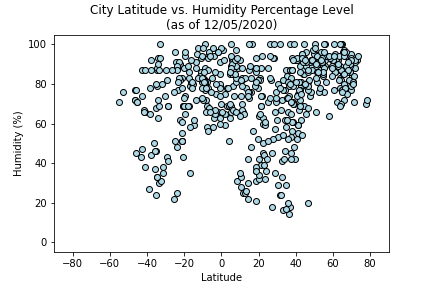 City Latitude vs. Humidity Percentage Level
(as of 12/05/2020)
100
80
60
40
20
0
Humidity (%)
−80 −60 −40 −20 0 20 40 60 80
Latitude